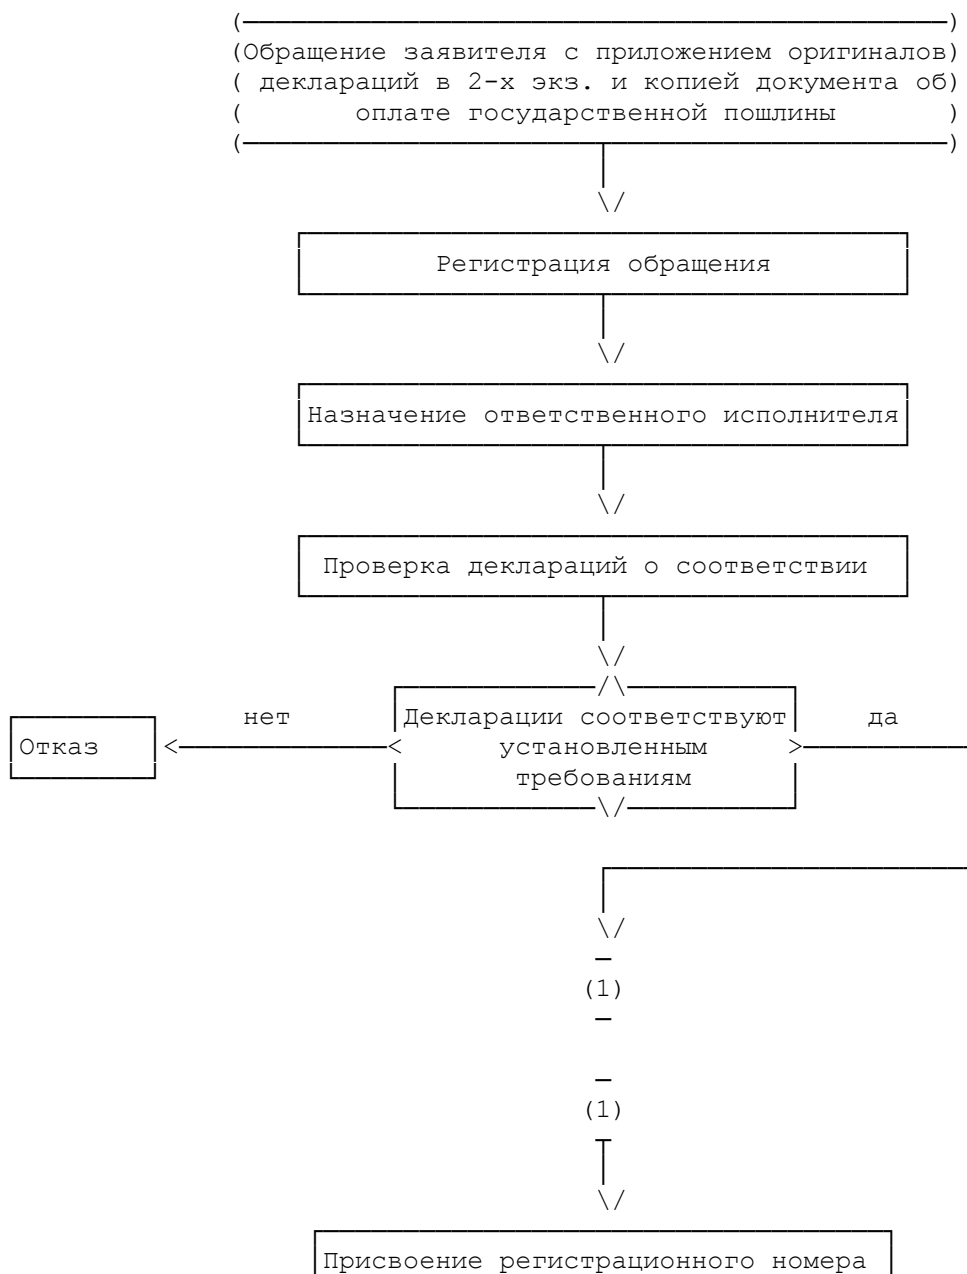 Обращение заявителя с приложением оригиналов
деклараций в 2-х экз. и копией документа об
оплате государственной пошлины
Регистрация обращения
Назначение ответственного исполнителя
Проверка деклараций о соответствии
нет
Декларации соответствуют
да
Отказ
установленным
требованиям
(1)
(1)
Присвоение регистрационного номера